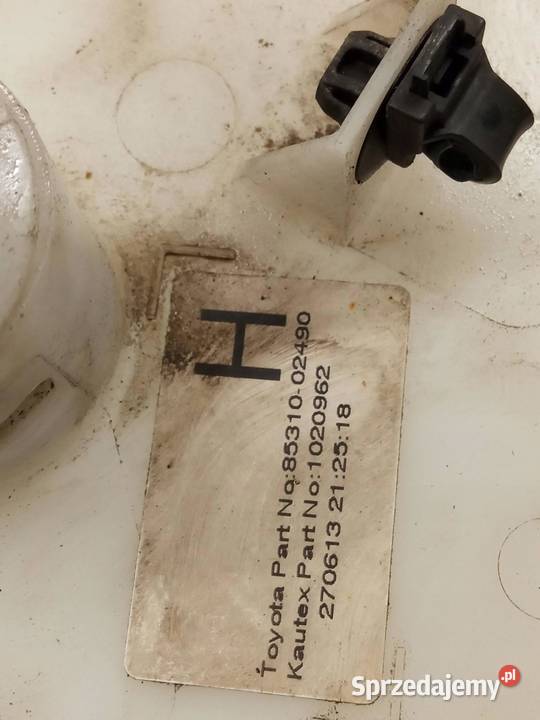 H
Toyota Part No:85310-02490
Kautex Part No:1020962
270613 21:25:18
Sprzedajemy.pl